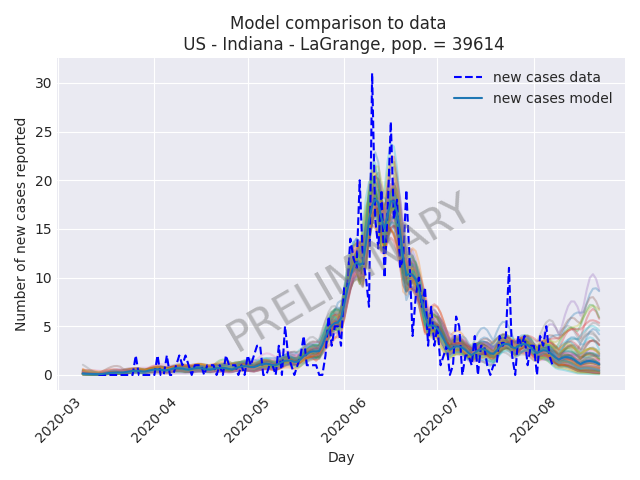 Model comparison to data
US - Indiana - LaGrange, pop. = 39614
new cases data
new cases model
PRELIMINARY
Number of new cases reported
30
25
20
15
10
5
0
2020-03
2020-04
2020-05
2020-06
2020-07
2020-08
Day